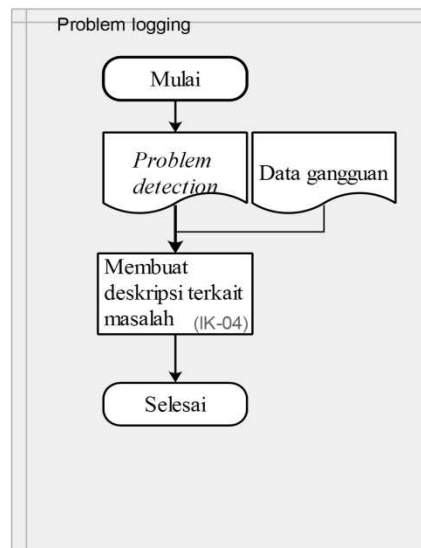 Problem logging
Mulai
Problem
detection
Data gangguan
Membuat
deskripsi terkait
masalah (IK-04)
Selesai